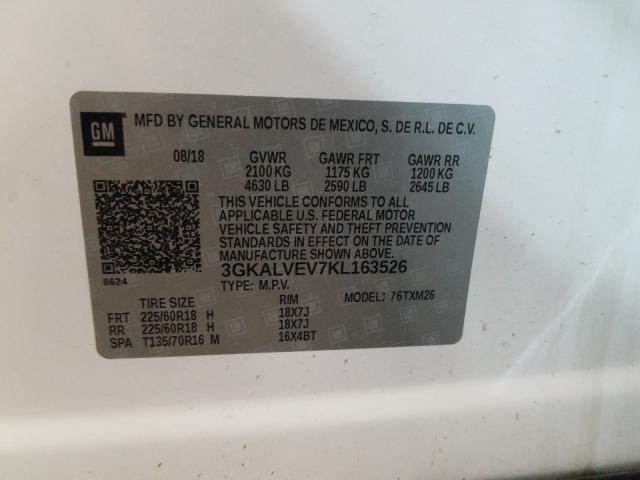 GM MFD BY GENERAL MOTORS DE MEXICO, S. DE R.L. DE C.V.
08/18 GVWR GAWR FRT GAWR RR
2100 KG 1175 KG 1200 KG
4630 LB 2590 LB 2645 LB
THIS VEHICLE CONFORMS TO ALL
APPLICABLE U.S. FEDERAL MOTOR
VEHICLE SAFETY AND THEFT PREVENTION
STANDARDS IN EFFECT ON THE DATE OF
MANUFACTURE SHOWN ABOVE.
3GKALVEV7KL163526
8624 TYPE: M.P.V. MODEL: 76TXM26
TIRE SIZE RIM
FRT 225/60R18 H 18X7J
RR 225/60R18 H 18X7J
SPA T135/70R16 M 16X4BT